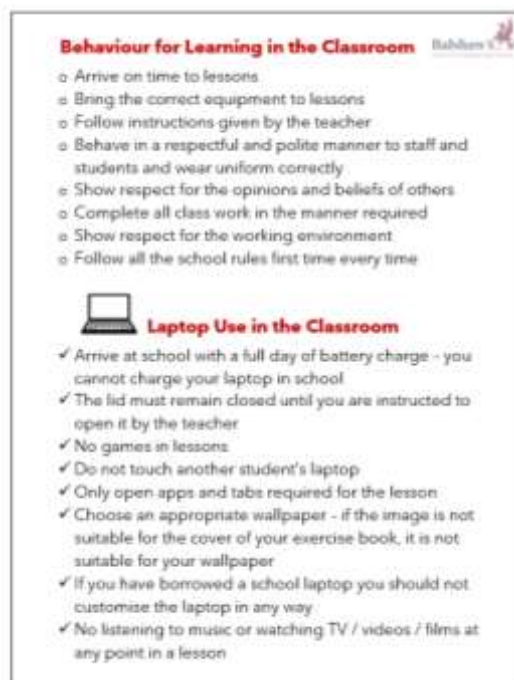 Behaviour for Learning in the Classroom
Balshaw's
o Arrive on time to lessons
o Bring the correct equipment to lessons
o Follow instructions given by the teacher
o Behave in a respectful and polite manner to staff and
students and wear uniform correctly
o Show respect for the opinions and beliefs of others
o Complete all class work in the manner required
o Show respect for the working environment
o Follow all the school rules first time every time
Laptop Use in the Classroom
✓ Arrive at school with a full day of battery charge - you
cannot charge your laptop in school
✓ The lid must remain closed until you are instructed to
open it by the teacher
✓ No games in lessons
✓ Do not touch another student's laptop
✓ Only open apps and tabs required for the lesson
✓ Choose an appropriate wallpaper - if the image is not
suitable for the cover of your exercise book, it is not
suitable for your wallpaper
✓ If you have borrowed a school laptop you should not
customise the laptop in any way
✓ No listening to music or watching TV / videos / films at
any point in a lesson